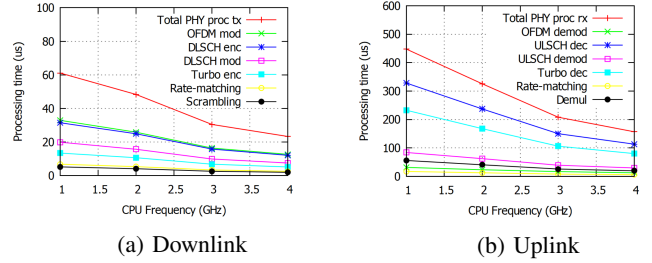 Processing time (us)
100
80
60
40
20
0
Total PHY proc tx
OFDM mod
DLSCH enc
DLSCH mod
Turbo enc
Rate-matching
Scrambling
1 1.5 2 2.5 3 3.5 4
CPU Frequency (GHz)
(a) Downlink
Processing time (us)
600
500
400
300
200
100
0
Total PHY proc rx
OFDM demod
ULSCH dec
ULSCH demod
Turbo dec
Rate-matching
Demul
1 1.5 2 2.5 3 3.5 4
CPU Frequency (GHz)
(b) Uplink